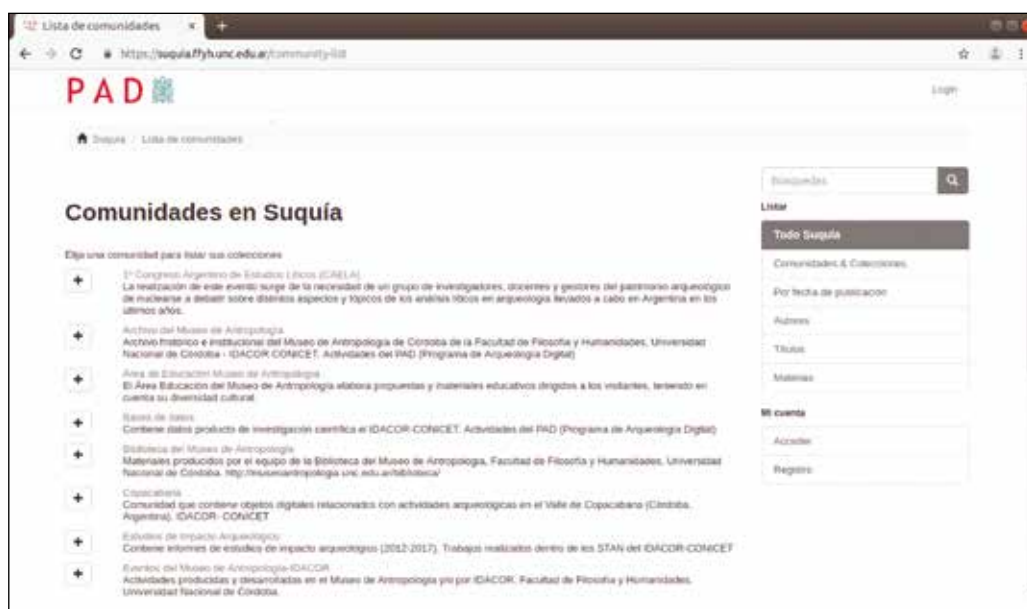 Lista de comunidades
https://suquia.ffyh.unc.edu.ar/community-list
PAD
Login
Suquía / Lista de comunidades
Comunidades en Suquía
Elija una comunidad para listar sus colecciones
1º Congreso Argentino de Estudios Líticos (CAELA)
La realización de este evento surge de la necesidad de un grupo de investigadores, docentes y gestores del patrimonio arqueológico
de nuclearse a debatir sobre distintos aspectos y tópicos de los análisis líticos en arqueología llevados a cabo en Argentina en los
últimos años.
Archivo del Museo de Antropología
Archivo histórico e institucional del Museo de Antropología de Córdoba de la Facultad de Filosofía y Humanidades, Universidad
Nacional de Córdoba - IDACOR CONICET. Actividades del PAD (Programa de Arqueología Digital)
Área de Educación Museo de Antropología
El Área Educación del Museo de Antropología elabora propuestas y materiales educativos dirigidos a los visitantes, teniendo en
cuenta su diversidad cultural
Bases de datos
Contiene datos producto de investigación científica el IDACOR-CONICET. Actividades del PAD (Programa de Arqueología Digital)
Biblioteca del Museo de Antropología
Materiales producidos por el equipo de la Biblioteca del Museo de Antropología, Facultad de Filosofía y Humanidades, Universidad
Nacional de Córdoba. http://museoantropologia.unc.edu.ar/biblioteca/
Copacabana
Comunidad que contiene objetos digitales relacionados con actividades arqueológicas en el Valle de Copacabana (Córdoba,
Argentina). IDACOR- CONICET
Estudios de Impacto Arqueológico
Contiene informes de estudios de impacto arqueológico (2012-2017). Trabajos realizados dentro de los STAN del IDACOR-CONICET
Eventos del Museo de Antropología-IDACOR
Actividades producidas y desarrolladas en el Museo de Antropología y/o por IDACOR. Facultad de Filosofía y Humanidades.
Universidad Nacional de Córdoba.
Búsquedas
Listar
Todo Suquía
Comunidades & Colecciones
Por fecha de publicación
Autores
Títulos
Materias
Mi cuenta
Acceder
Registro